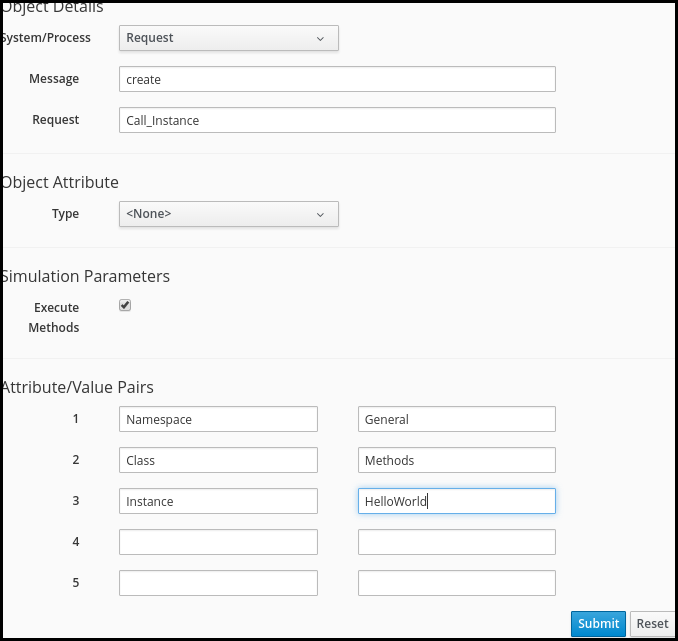 Object Details
System/Process Request
Message create
Request Call_Instance
Object Attribute
Type <None>
Simulation Parameters
Execute
Methods
Attribute/Value Pairs
1 Namespace General
2 Class Methods
3 Instance HelloWorld
4
5
Submit Reset